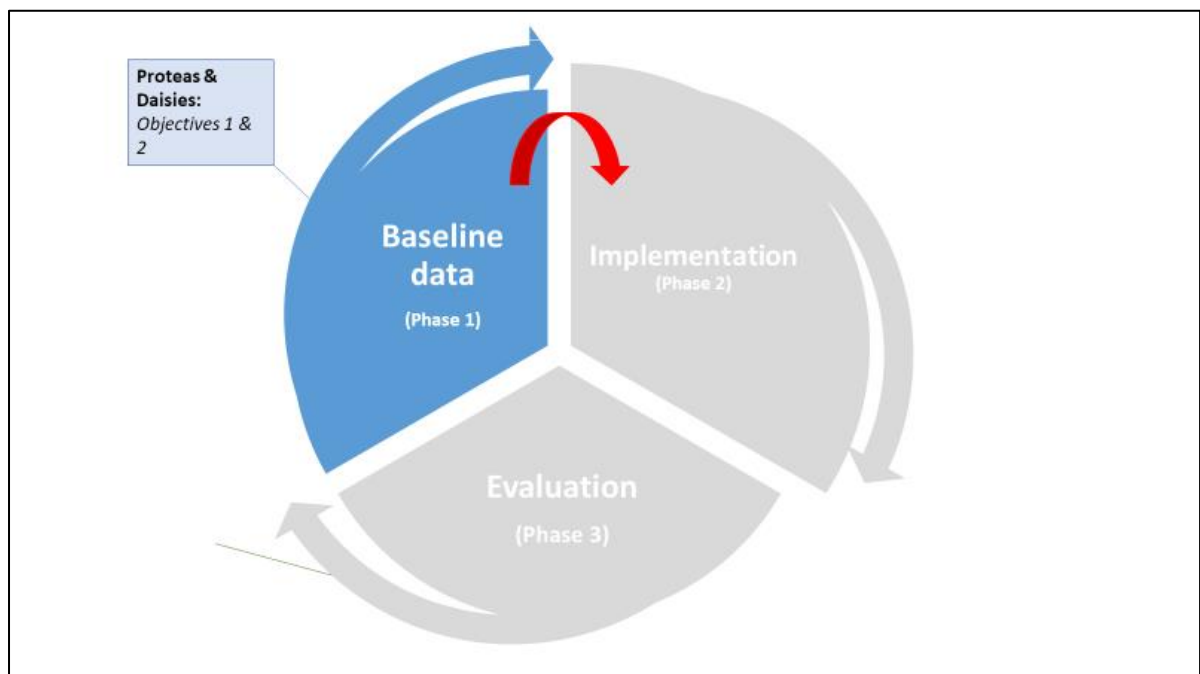 Proteas &
Daisies:
Objectives 1 &
2
Baseline
data
(Phase 1)
Implementation
(Phase 2)
Evaluation
(Phase 3)